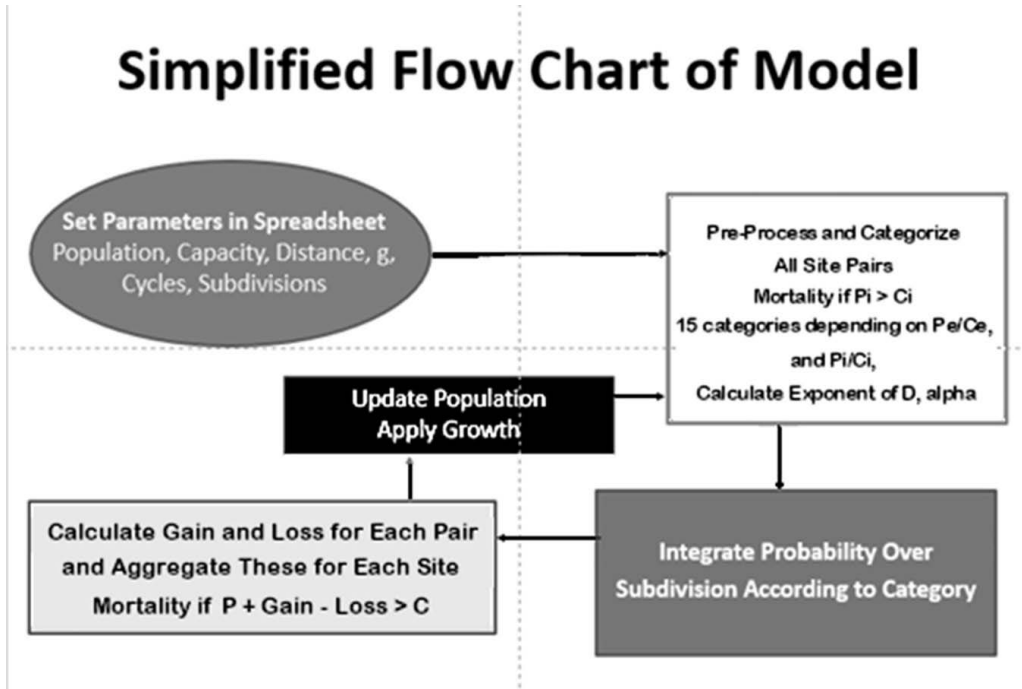 Simplified Flow Chart of Model
Set Parameters in Spreadsheet
Population, Capacity, Distance, g,
Cycles, Subdivisions
Pre-Process and Categorize
All Site Pairs
Mortality if Pi > Ci
15 categories depending on Pe/Ce,
and Pi/Ci,
Calculate Exponent of D, alpha
Update Population
Apply Growth
Calculate Gain and Loss for Each Pair
and Aggregate These for Each Site
Mortality if P + Gain - Loss > C
Integrate Probability Over
Subdivision According to Category